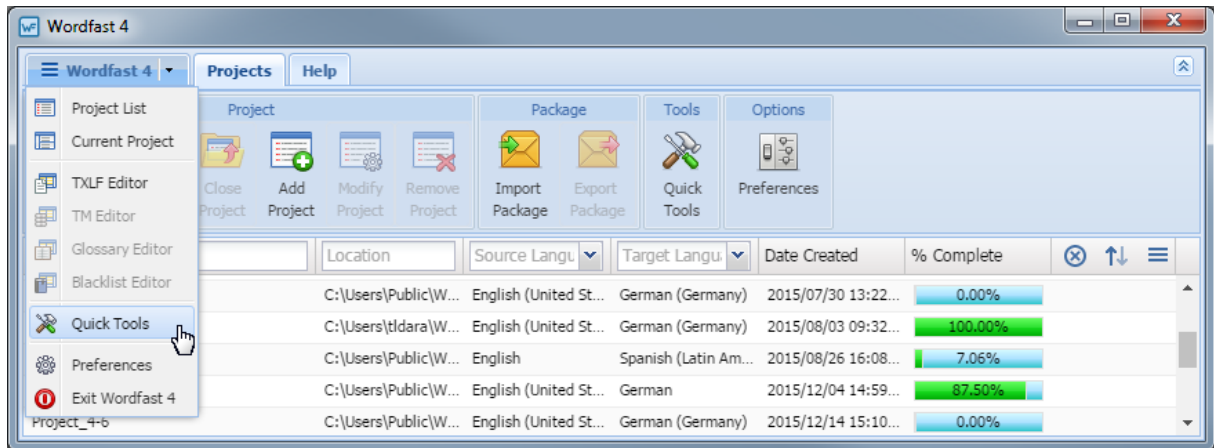 Wordfast 4
Wordfast 4 Projects Help
Project List
Current Project
TXLF Editor
TM Editor
Glossary Editor
Blacklist Editor
Quick Tools
Preferences
Exit Wordfast 4
Project Package Tools Options
Close Project
Add Project
Modify Project
Remove Project
Import Package
Export Package
Quick Tools
Preferences
Location Source Langu Target Langu Date Created % Complete
C:\Users\Public\W... English (United St... German (Germany) 2015/07/30 13:22... 0.00%
C:\Users\tldara\W... English (United St... German (Germany) 2015/08/03 09:32... 100.00%
C:\Users\Public\W... English Spanish (Latin Am... 2015/08/26 16:08... 7.06%
C:\Users\Public\W... English (United St... German 2015/12/04 14:59... 87.50%
Project_4-6 C:\Users\Public\W... English (United St... German (Germany) 2015/12/14 15:10... 0.00%